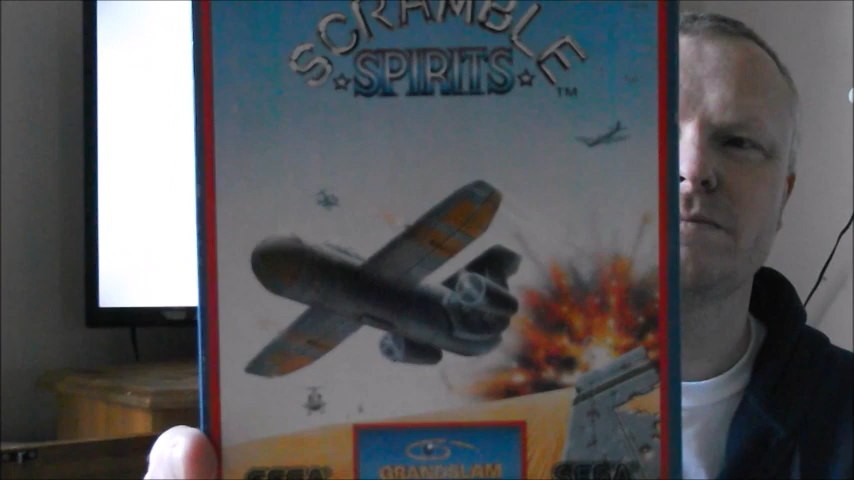 SCRAMBLE
SPIRITS
TM
GRANDSLAM
SEGA SEGA